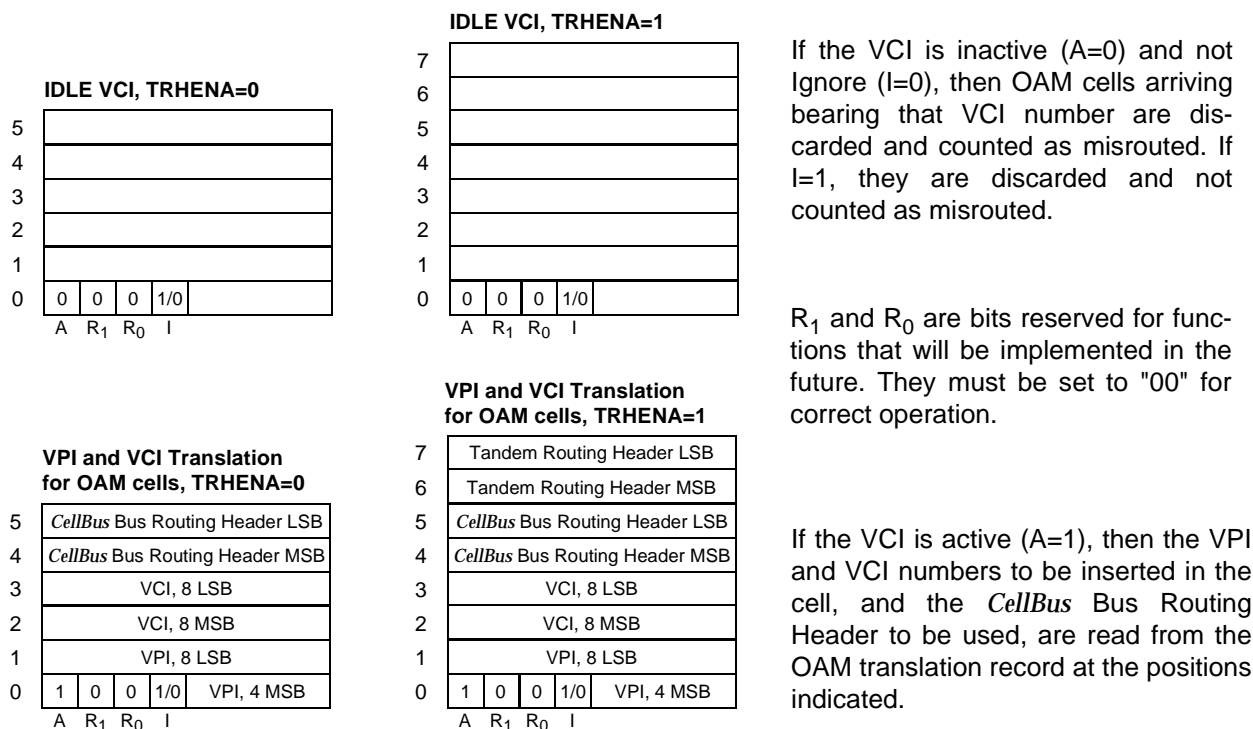 IDLE VCI, TRHENA=0
5
4
3
2
1
0 0 0 0 1/0
A R1 R0 I
IDLE VCI, TRHENA=1
7
6
5
4
3
2
1
0 0 0 0 1/0
A R1 R0 I
If the VCI is inactive (A=0) and not
Ignore (I=0), then OAM cells arriving
bearing that VCI number are dis-
carded and counted as misrouted. If
I=1, they are discarded and not
counted as misrouted.
R1 and R0 are bits reserved for func-
tions that will be implemented in the
future. They must be set to "00" for
correct operation.
VPI and VCI Translation
for OAM cells, TRHENA=0
5 CellBus Bus Routing Header LSB
4 CellBus Bus Routing Header MSB
3 VCI, 8 LSB
2 VCI, 8 MSB
1 VPI, 8 LSB
0 1 0 0 1/0 VPI, 4 MSB
A R1 R0 I
VPI and VCI Translation
for OAM cells, TRHENA=1
7 Tandem Routing Header LSB
6 Tandem Routing Header MSB
5 CellBus Bus Routing Header LSB
4 CellBus Bus Routing Header MSB
3 VCI, 8 LSB
2 VCI, 8 MSB
1 VPI, 8 LSB
0 1 0 0 1/0 VPI, 4 MSB
A R1 R0 I
If the VCI is active (A=1), then the VPI
and VCI numbers to be inserted in the
cell, and the CellBus Bus Routing
Header to be used, are read from the
OAM translation record at the positions
indicated.